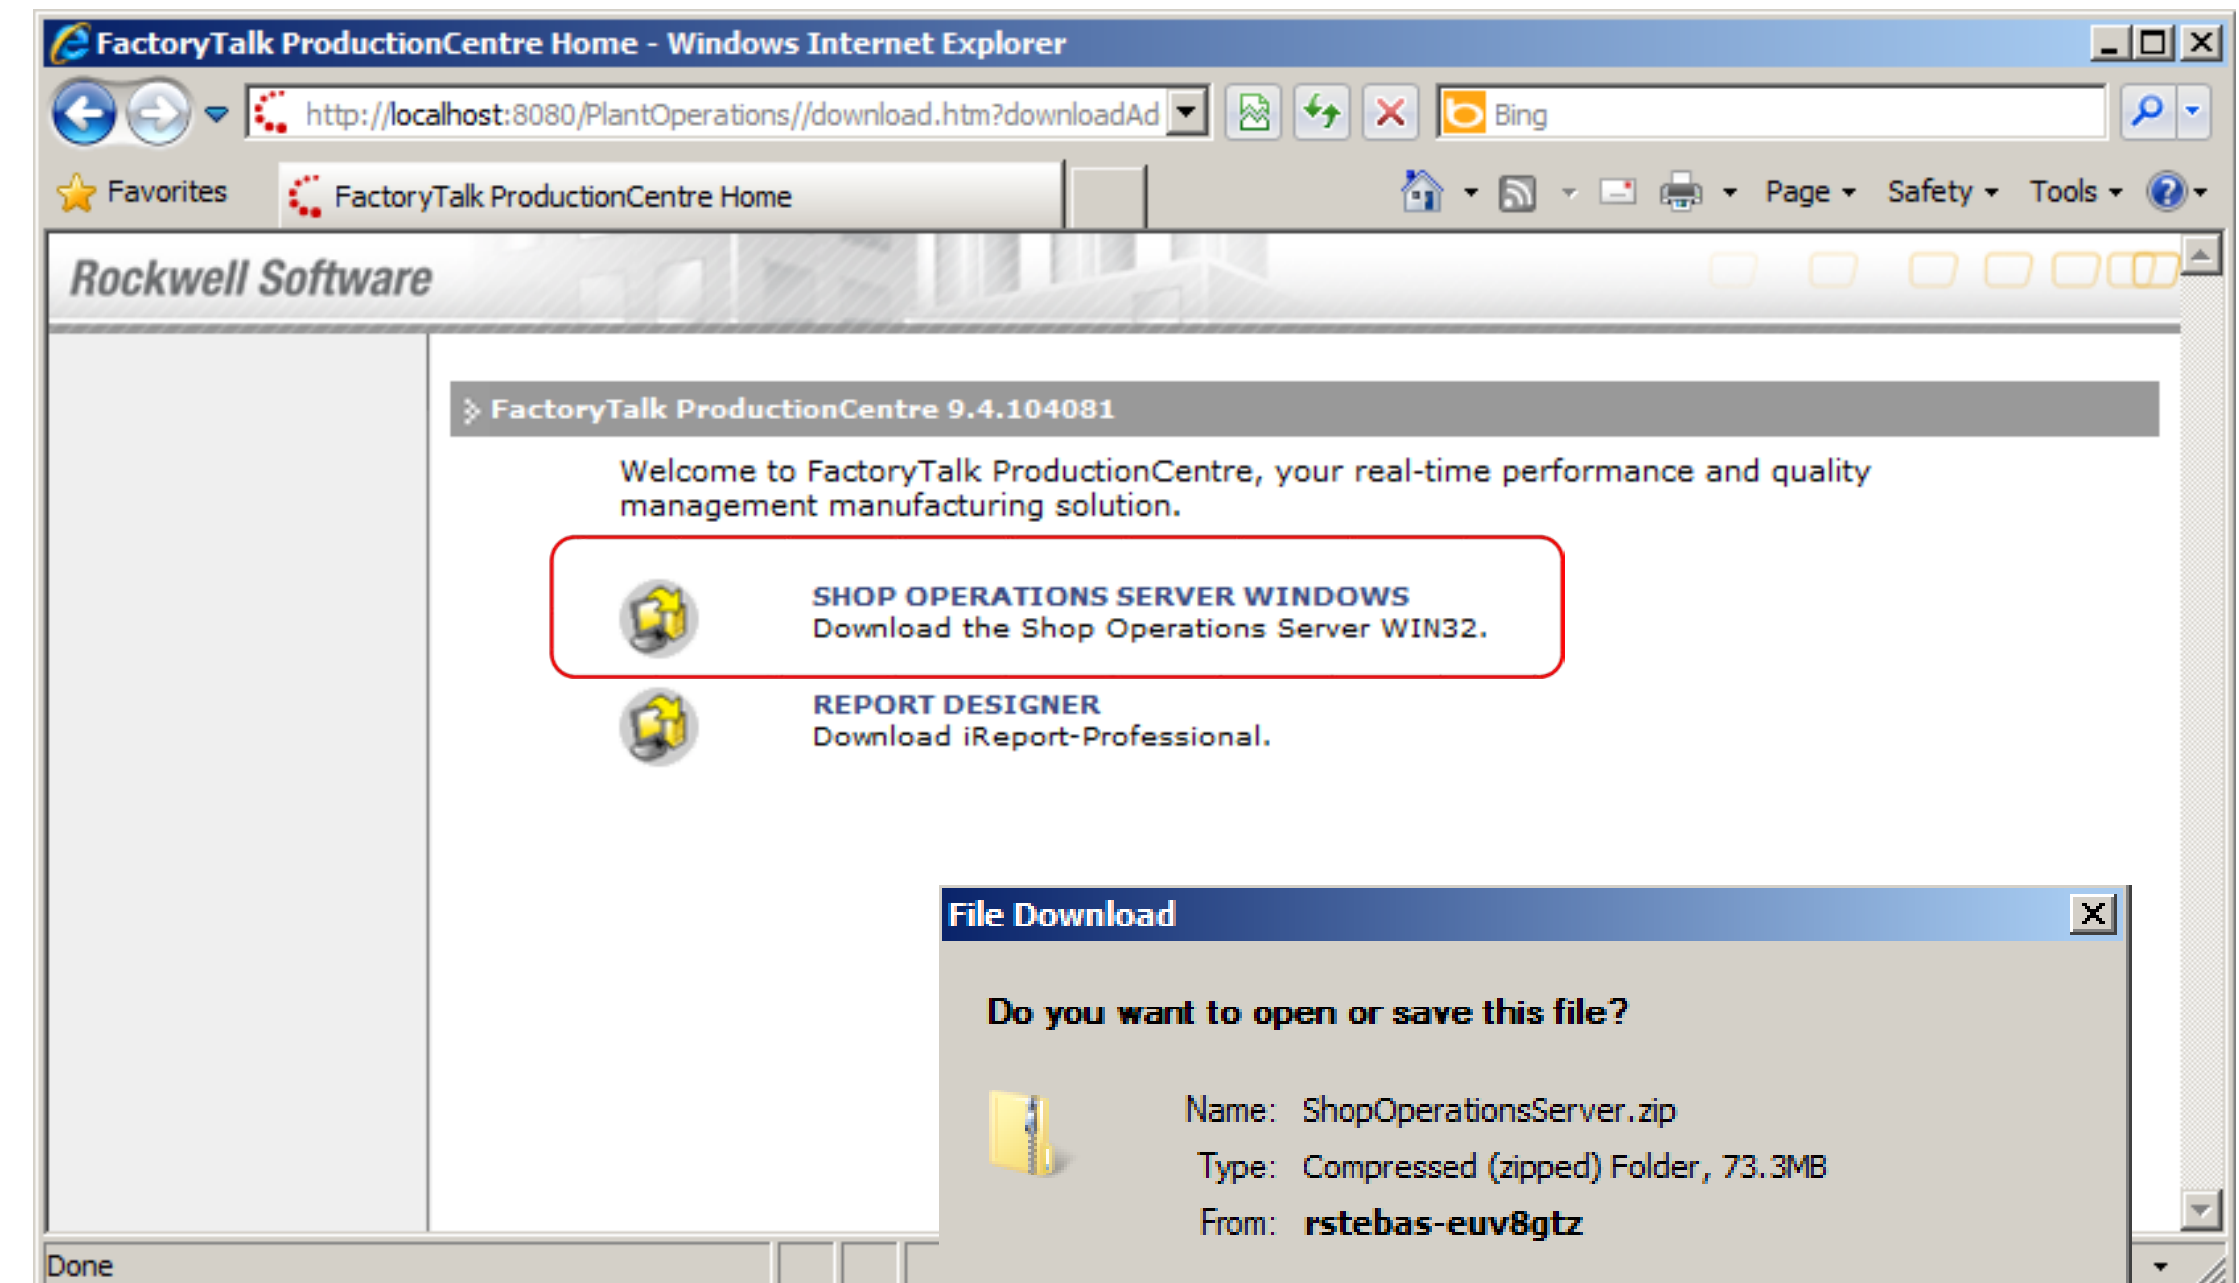 FactoryTalk ProductionCentre Home - Windows Internet Explorer
http://localhost:8080/PlantOperations//download.htm?downloadAd
Bing
Favorites
FactoryTalk ProductionCentre Home
Page
Safety
Tools
Rockwell Software
FactoryTalk ProductionCentre 9.4.104081
Welcome to FactoryTalk ProductionCentre, your real-time performance and quality
management manufacturing solution.
SHOP OPERATIONS SERVER WINDOWS
Download the Shop Operations Server WIN32.
REPORT DESIGNER
Download iReport-Professional.
File Download
Do you want to open or save this file?
Name: ShopOperationsServer.zip
Type: Compressed (zipped) Folder, 73.3MB
From: rstebas-euv8gtz
Done